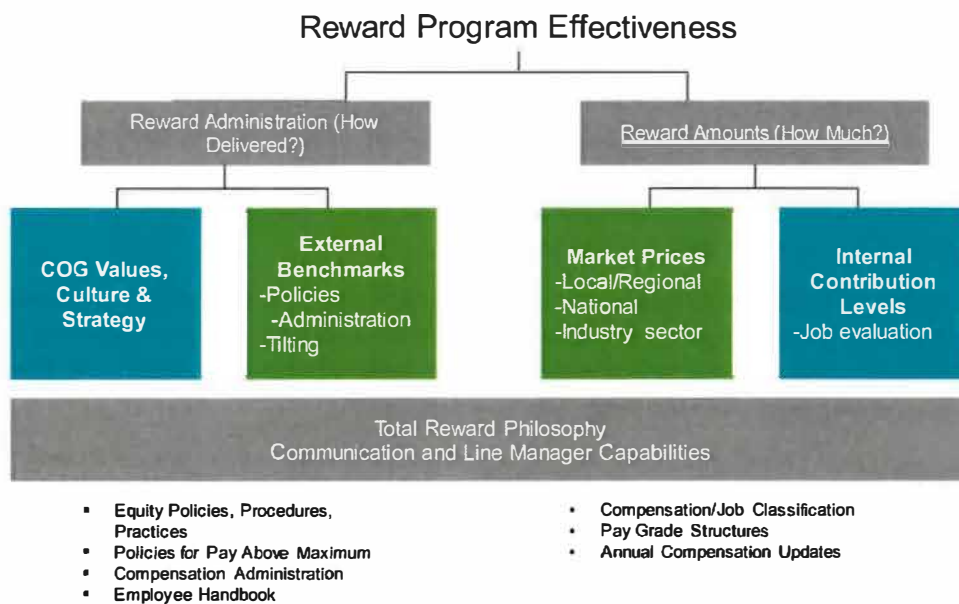 Reward Program Effectiveness
Reward Administration (How
Delivered?)
Reward Amounts (How Much?)
COG Values,
Culture &
Strategy
External
Benchmarks
-Policies
-Administration
-Tilting
Market Prices
-Local/Regional
-National
-Industry sector
Internal
Contribution
Levels
-Job evaluation
Total Reward Philosophy
Communication and Line Manager Capabilities
▪ Equity Policies, Procedures,
Practices
▪ Policies for Pay Above Maximum
▪ Compensation Administration
▪ Employee Handbook
• Compensation/Job Classification
• Pay Grade Structures
• Annual Compensation Updates